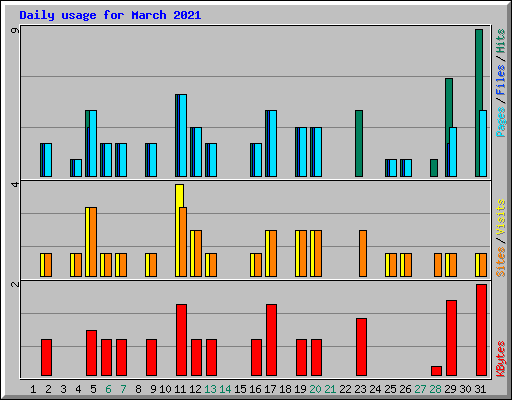 Daily usage for March 2021
9
Pages / Files / Hits
4
Sites / Visits
2
KBytes
1 2 3 4 5 6 7 8 9 10 11 12 13 14 15 16 17 18 19 20 21 22 23 24 25 26 27 28 29 30 31